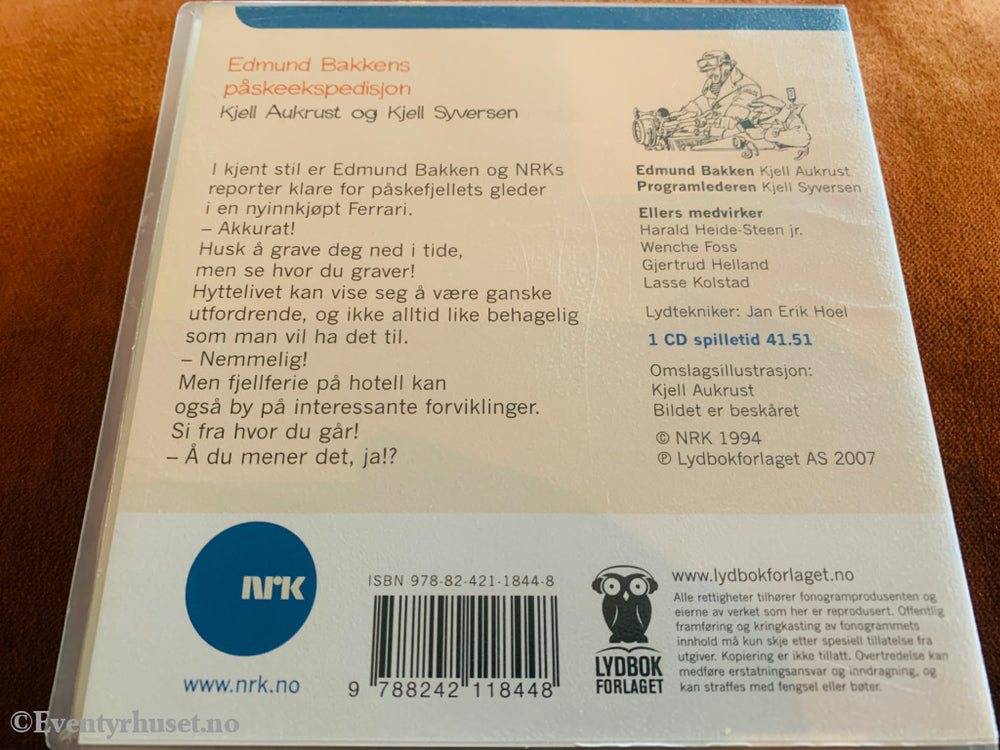 Edmund Bakkens
påskeekspedisjon
Kjell Aukrust og Kjell Syversen
I kjent stil er Edmund Bakken og NRKs
reporter klare for påskefjellets gleder
i en nyinnkjøpt Ferrari.
– Akkurat!
Husk å grave deg ned i tide,
men se hvor du graver!
Hyttelivet kan vise seg å være ganske
utfordrende, og ikke alltid like behagelig
som man vil ha det til.
– Nemmelig!
Men fjellferie på hotell kan
også by på interessante forviklinger.
Si fra hvor du går!
– Å du mener det, ja!?
Edmund Bakken Kjell Aukrust
Programlederen Kjell Syversen
Ellers medvirker
Harald Heide-Steen jr.
Wenche Foss
Gjertrud Helland
Lasse Kolstad
Lydtekniker: Jan Erik Hoel
1 CD spilletid 41.51
Omslagsillustrasjon:
Kjell Aukrust
Bildet er beskåret
© NRK 1994
℗ Lydbokforlaget AS 2007
NRK
www.nrk.no
ISBN 978-82-421-1844-8
9 788242 118448
LYDBOK
FORLAGET
www.lydbokforlaget.no
Alle rettigheter tilhører fonogramprodusenten og
eierne av verket som her er reprodusert. Offentlig
framføring og kringkasting av fonogrammets
innhold må kun skje etter spesiell tillatelse fra
utgiver. Kopiering er ikke tillatt. Overtredelse kan
medføre erstatningsansvar og inndragning, og
kan straffes med fengsel eller bøter.
©Eventyrhuset.no